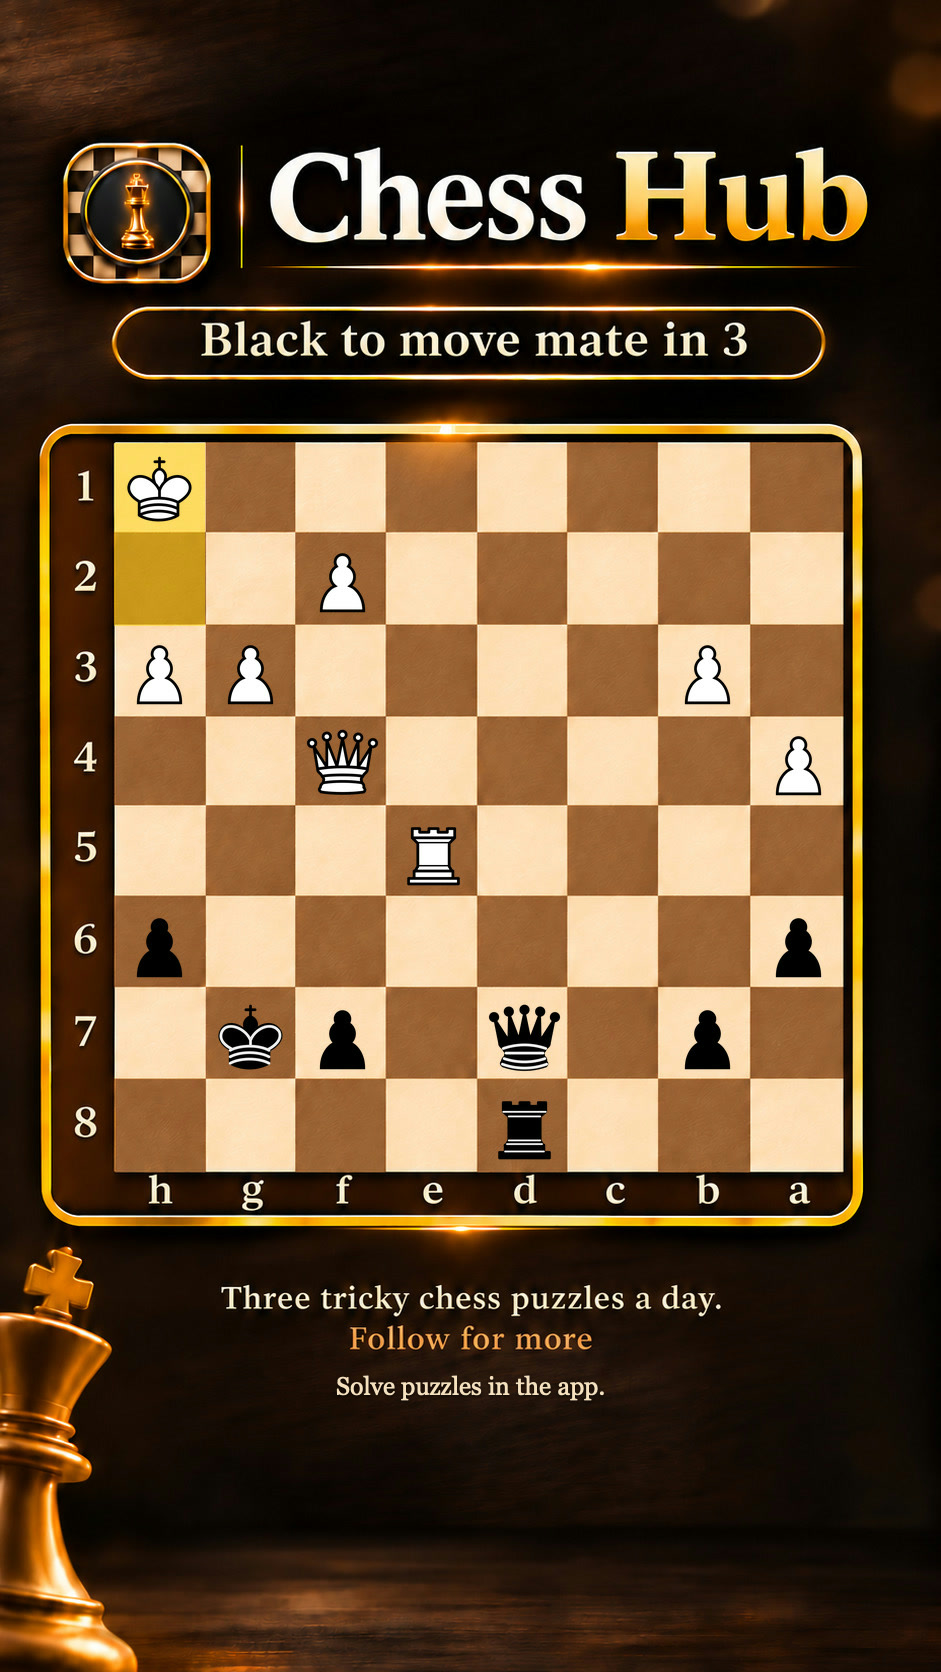 Chess Hub
Black to move mate in 3
1
2
3
4
5
6
7
8
h g f e d c b a
Three tricky chess puzzles a day.
Follow for more
Solve puzzles in the app.